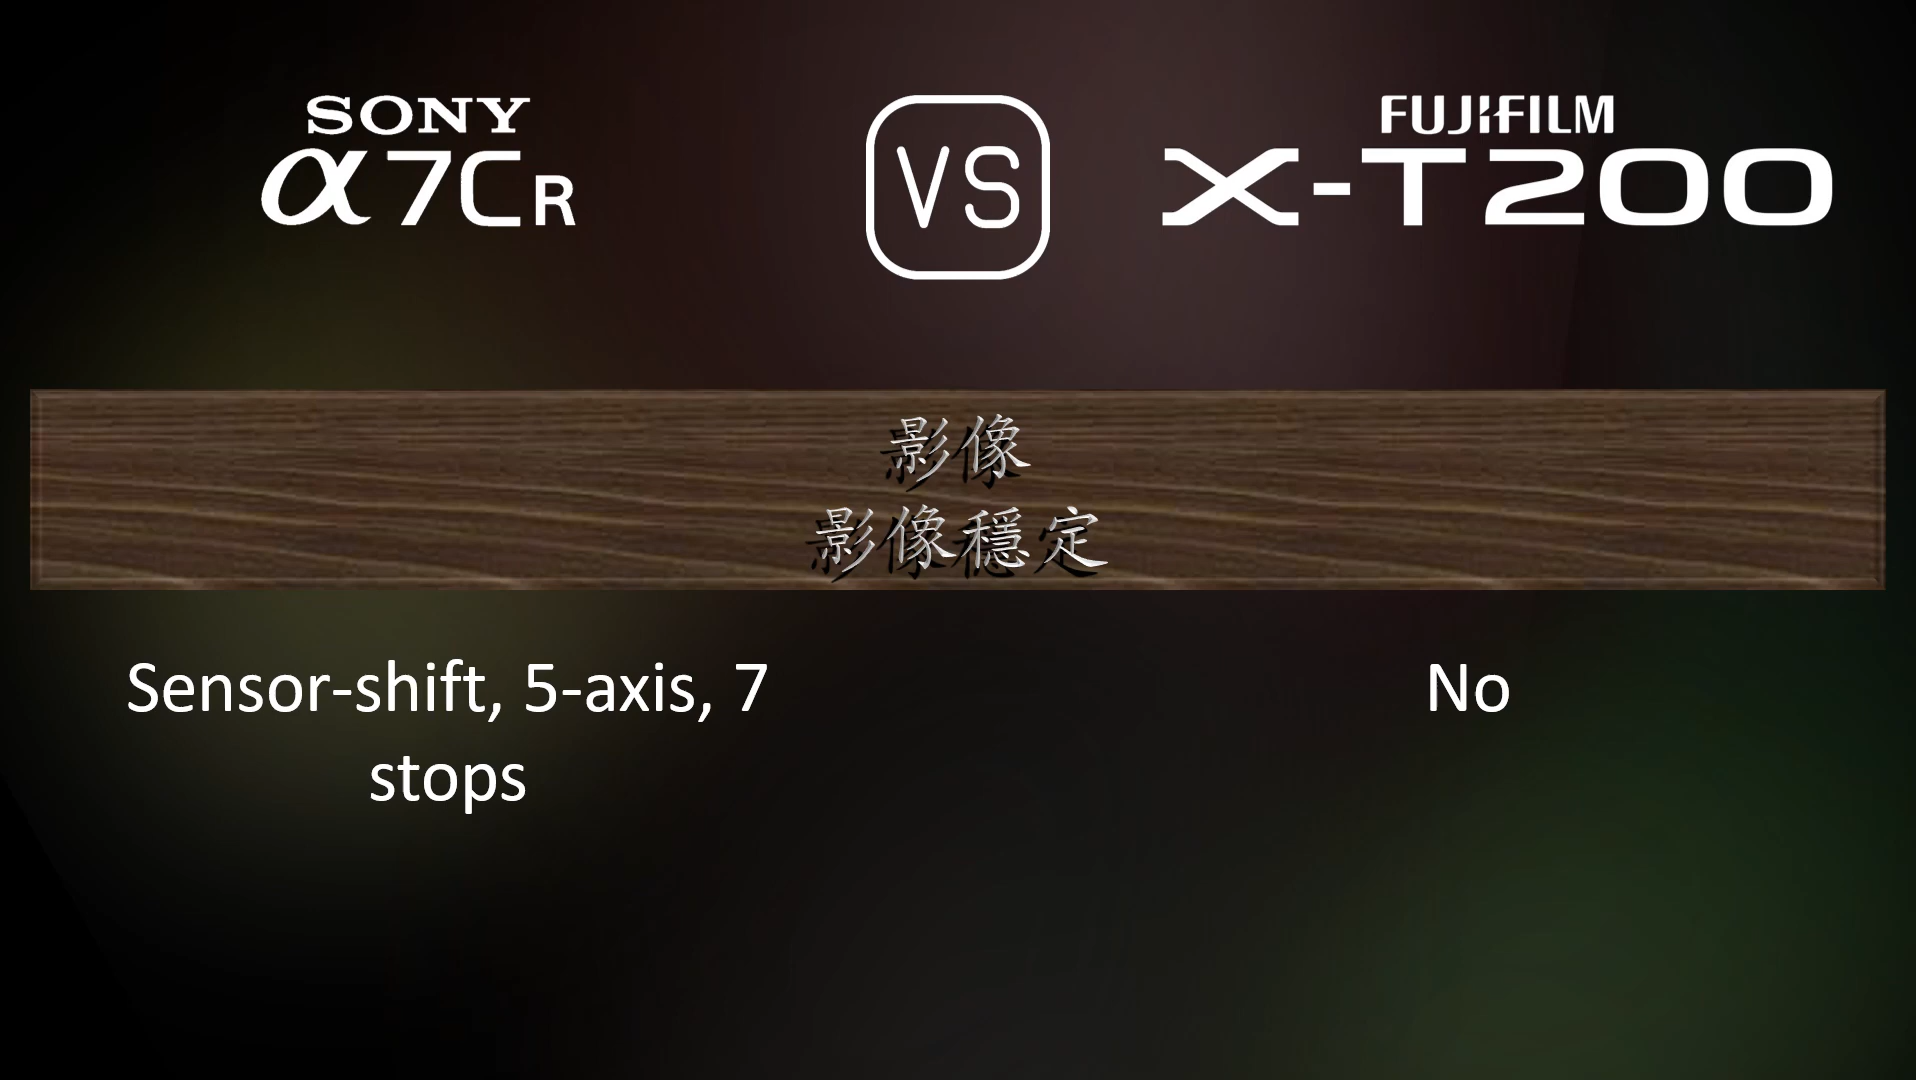 SONY
α7CR
VS
FUJIFILM
X-T200
影像
影像穩定
Sensor-shift, 5-axis, 7
stops
No